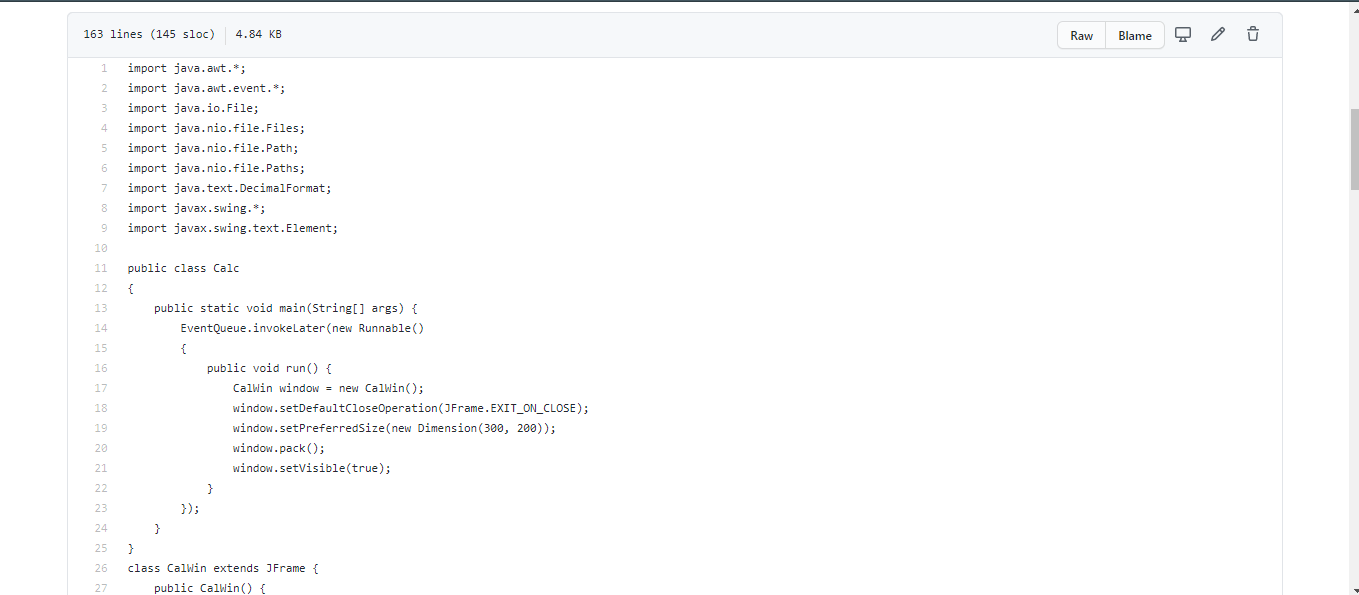 163 lines (145 sloc) 4.84 KB Raw Blame
1 import java.awt.*;
2 import java.awt.event.*;
3 import java.io.File;
4 import java.nio.file.Files;
5 import java.nio.file.Path;
6 import java.nio.file.Paths;
7 import java.text.DecimalFormat;
8 import javax.swing.*;
9 import javax.swing.text.Element;
10
11 public class Calc
12 {
13     public static void main(String[] args) {
14         EventQueue.invokeLater(new Runnable()
15         {
16             public void run() {
17                 CalWin window = new CalWin();
18                 window.setDefaultCloseOperation(JFrame.EXIT_ON_CLOSE);
19                 window.setPreferredSize(new Dimension(300, 200));
20                 window.pack();
21                 window.setVisible(true);
22             }
23         });
24     }
25 }
26 class CalWin extends JFrame {
27     public CalWin() {